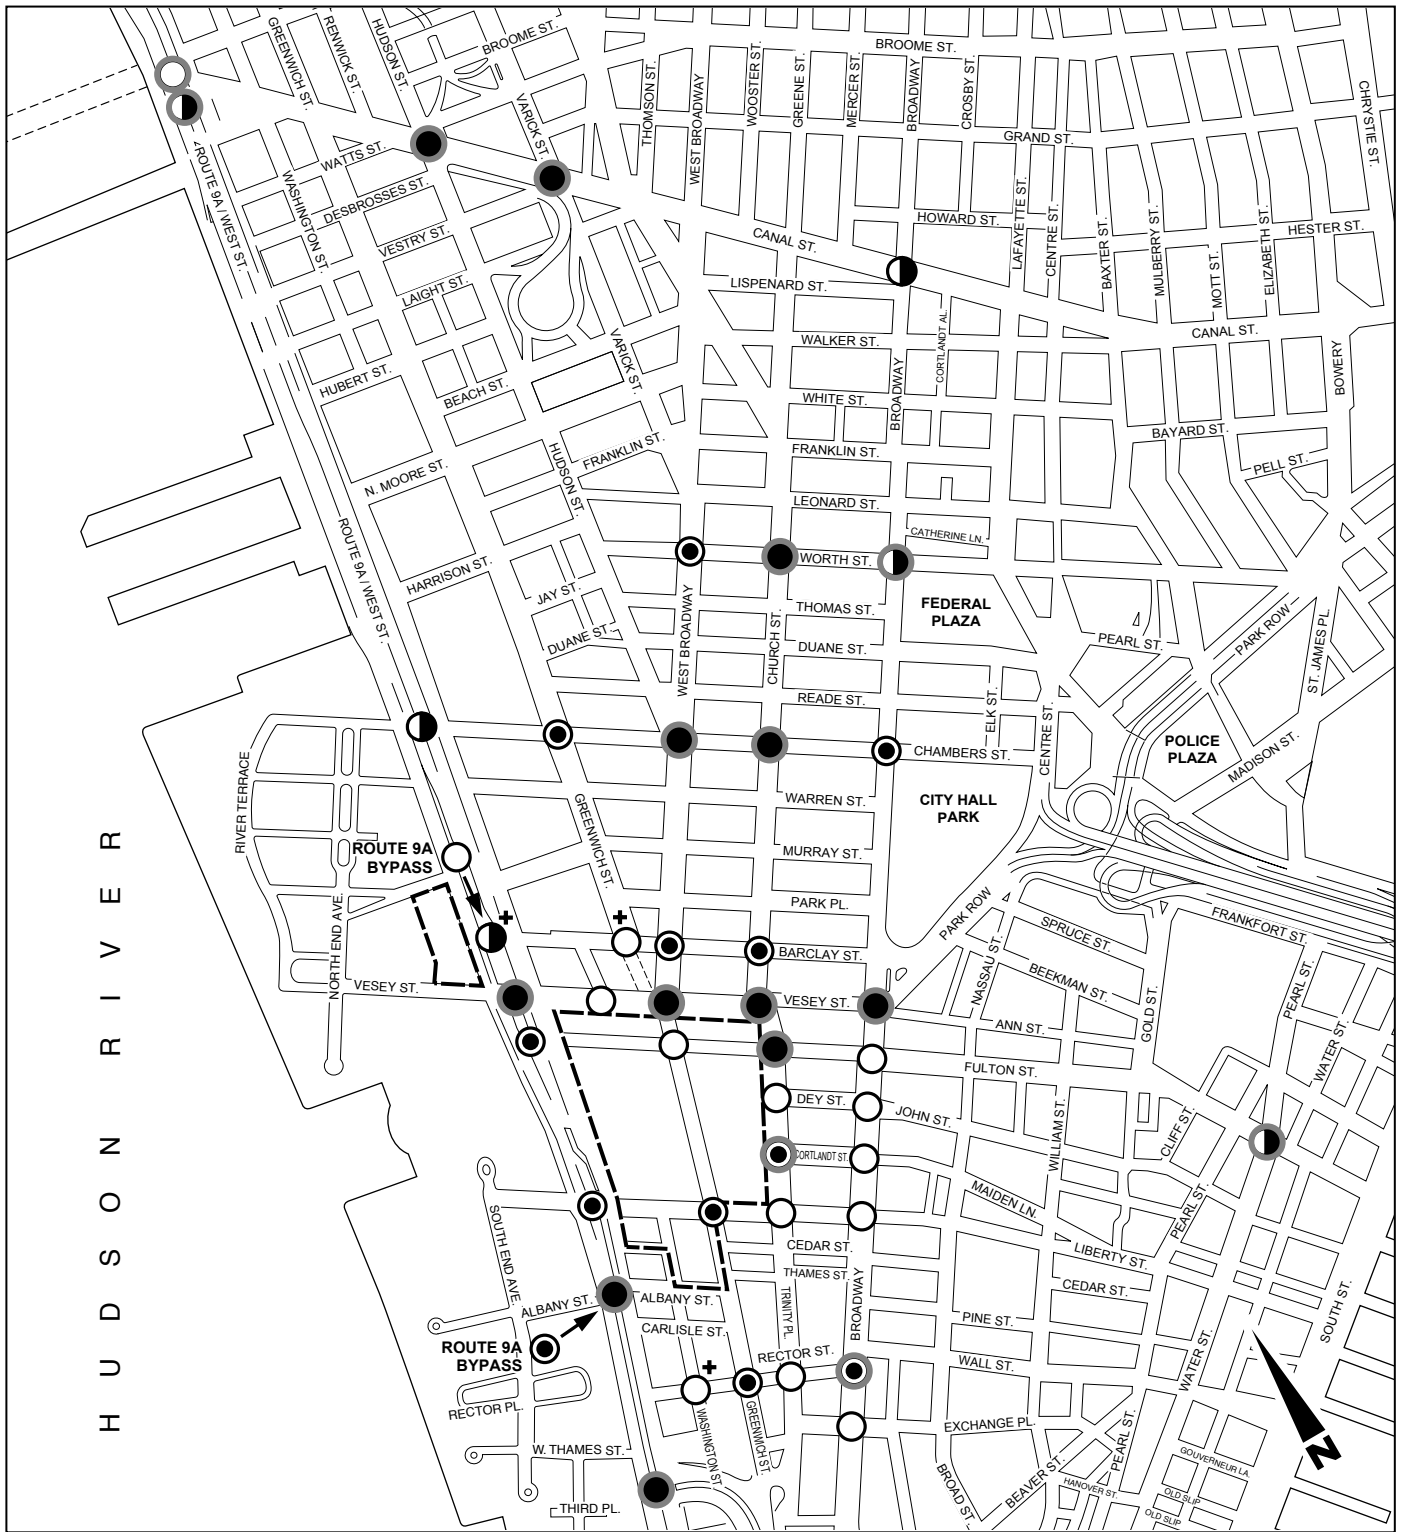 GREENWICH ST.
RENWICK ST.
HUDSON ST.
BROOME ST.
BROOME ST.
VARICK ST.
THOMSON ST.
WEST BROADWAY
WOOSTER ST.
GREENE ST.
MERCER ST.
BROADWAY
CROSBY ST.
GRAND ST.
CHRYSTIE ST.
ROUTE 9A / WEST ST.
WATTS ST.
WASHINGTON ST.
DESBROSSES ST.
VESTRY ST.
LAIGHT ST.
CANAL ST.
HOWARD ST.
LAFAYETTE ST.
CENTRE ST.
BAXTER ST.
MULBERRY ST.
MOTT ST.
ELIZABETH ST.
HESTER ST.
LISPENARD ST.
CORTLANDT AL.
CANAL ST.
WALKER ST.
VARICK ST.
HUBERT ST.
BEACH ST.
BROADWAY
BOWERY
WHITE ST.
BAYARD ST.
FRANKLIN ST.
FRANKLIN ST.
PELL ST.
N. MOORE ST.
HUDSON ST.
LEONARD ST.
CATHERINE LN.
ROUTE 9A / WEST ST.
WORTH ST.
HARRISON ST.
JAY ST.
FEDERAL
PLAZA
THOMAS ST.
PARK ROW
ST. JAMES PL.
DUANE ST.
WEST BROADWAY
CHURCH ST.
DUANE ST.
PEARL ST.
READE ST.
ELK ST.
CENTRE ST.
CHAMBERS ST.
POLICE
PLAZA
MADISON ST.
RIVER TERRACE
GREENWICH ST.
WARREN ST.
CITY HALL
PARK
ROUTE 9A
BYPASS
MURRAY ST.
PARK PL.
PARK ROW
SPRUCE ST.
FRANKFORT ST.
NORTH END AVE.
BARCLAY ST.
NASSAU ST.
BEEKMAN ST.
GOLD ST.
PEARL ST.
VESEY ST.
VESEY ST.
ANN ST.
WATER ST.
FULTON ST.
DEY ST.
JOHN ST.
WILLIAM ST.
CLIFF ST.
CORTLANDT ST.
MAIDEN LN.
PEARL ST.
HUDSON RIVER
SOUTH END AVE.
CEDAR ST.
LIBERTY ST.
THAMES ST.
CEDAR ST.
ALBANY ST.
ALBANY ST.
TRINITY PL.
BROADWAY
PINE ST.
SOUTH ST.
CARLISLE ST.
ROUTE 9A
BYPASS
RECTOR ST.
WALL ST.
WATER ST.
RECTOR PL.
WASHINGTON ST
GREENWICH ST.
EXCHANGE PL.
PEARL ST.
N
W. THAMES ST.
GOUVERNEUR LA.
BROAD ST.
BEAVER ST.
HANOVER ST.
OLD SLIP
OLD SLIP
THIRD PL.